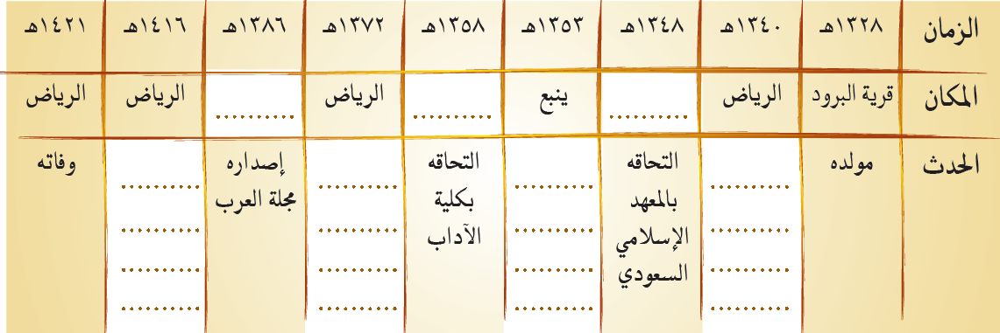 الزمان ١٣٢٨هـ ١٣٤٠هـ ١٣٤٨هـ ١٣٥٣هـ ١٣٥٨هـ ١٣٧٢هـ ١٣٨٦هـ ١٤١٦هـ ١٤٢١هـ
المكان قرية البرود الرياض .......... ينبع .......... الرياض .......... الرياض الرياض
الحدث مولده .......... التحاقه .......... التحاقه .......... إصداره .......... وفاته
.......... بالمعهد .......... بكلية .......... مجلة العرب ..........
.......... الإسلامي .......... الآداب .......... ..........
.......... السعودي .......... .......... ..........